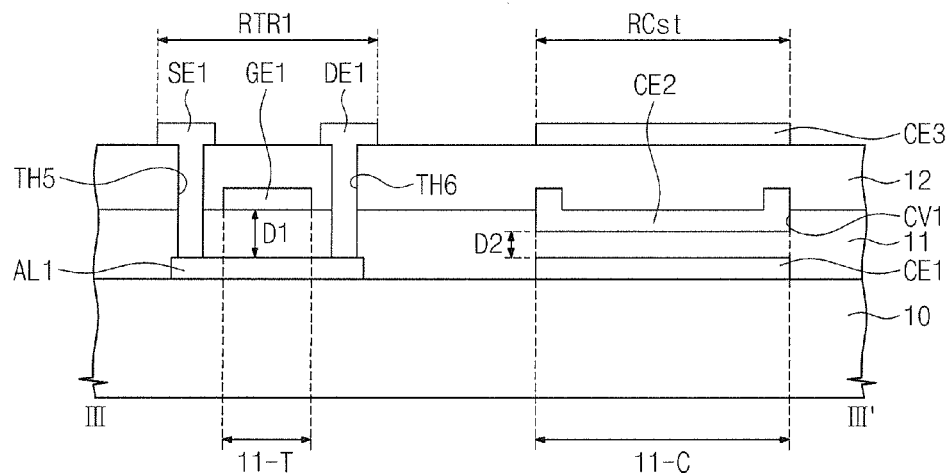 RTR1
RCst
SE1
GE1
DE1
CE2
CE3
TH5
TH6
12
CV1
D1
D2
11
AL1
CE1
10
III
III'
11-T
11-C